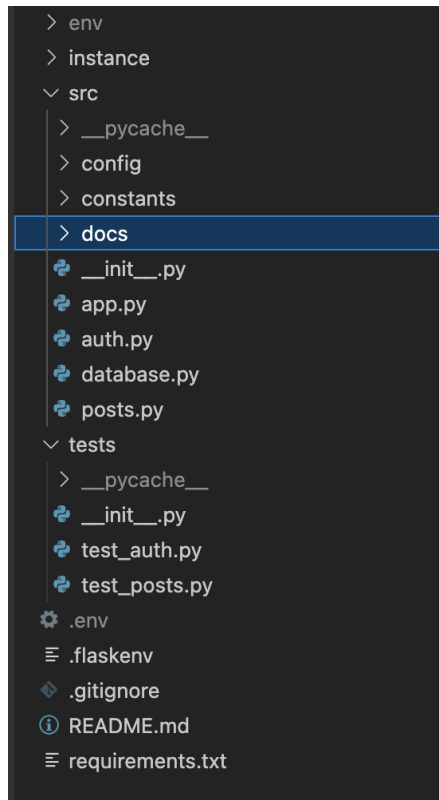 env
instance
src
__pycache__
config
constants
docs
__init__.py
app.py
auth.py
database.py
posts.py
tests
__pycache__
__init__.py
test_auth.py
test_posts.py
.env
.flaskenv
.gitignore
README.md
requirements.txt